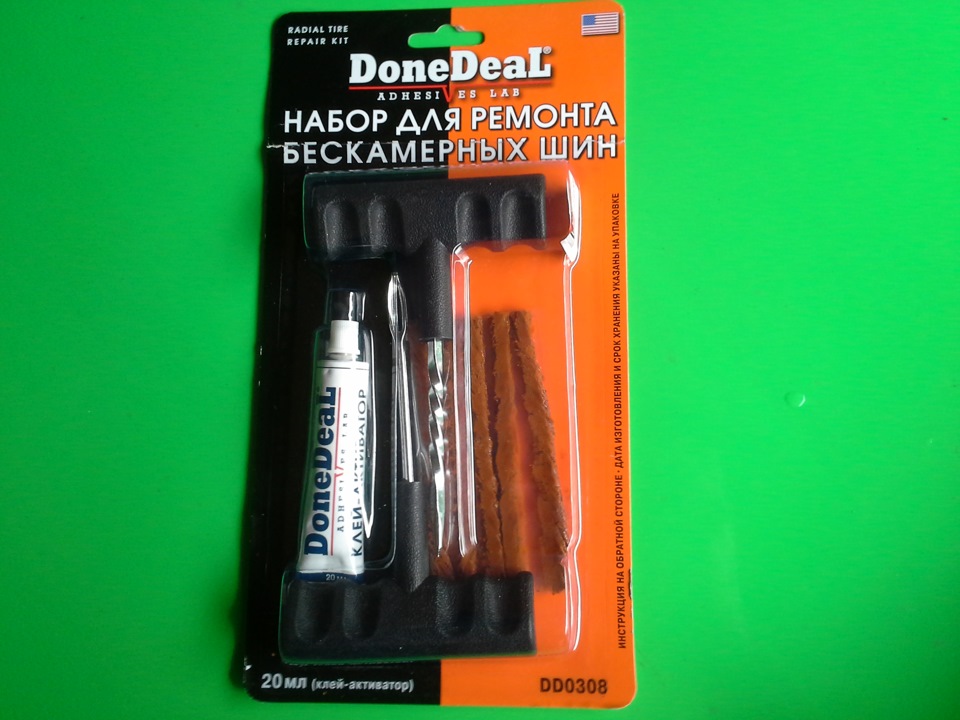 RADIAL TIRE
REPAIR KIT
DoneDeaL®
ADHESIVES LAB
НАБОР ДЛЯ РЕМОНТА
БЕСКАМЕРНЫХ ШИН
DoneDeaL
КЛЕЙ-АКТИВАТОР
ИНСТРУКЦИЯ НА ОБРАТНОЙ СТОРОНЕ · ДАТА ИЗГОТОВЛЕНИЯ И СРОК ХРАНЕНИЯ УКАЗАНЫ НА УПАКОВКЕ
20 мл (клей-активатор)
DD0308